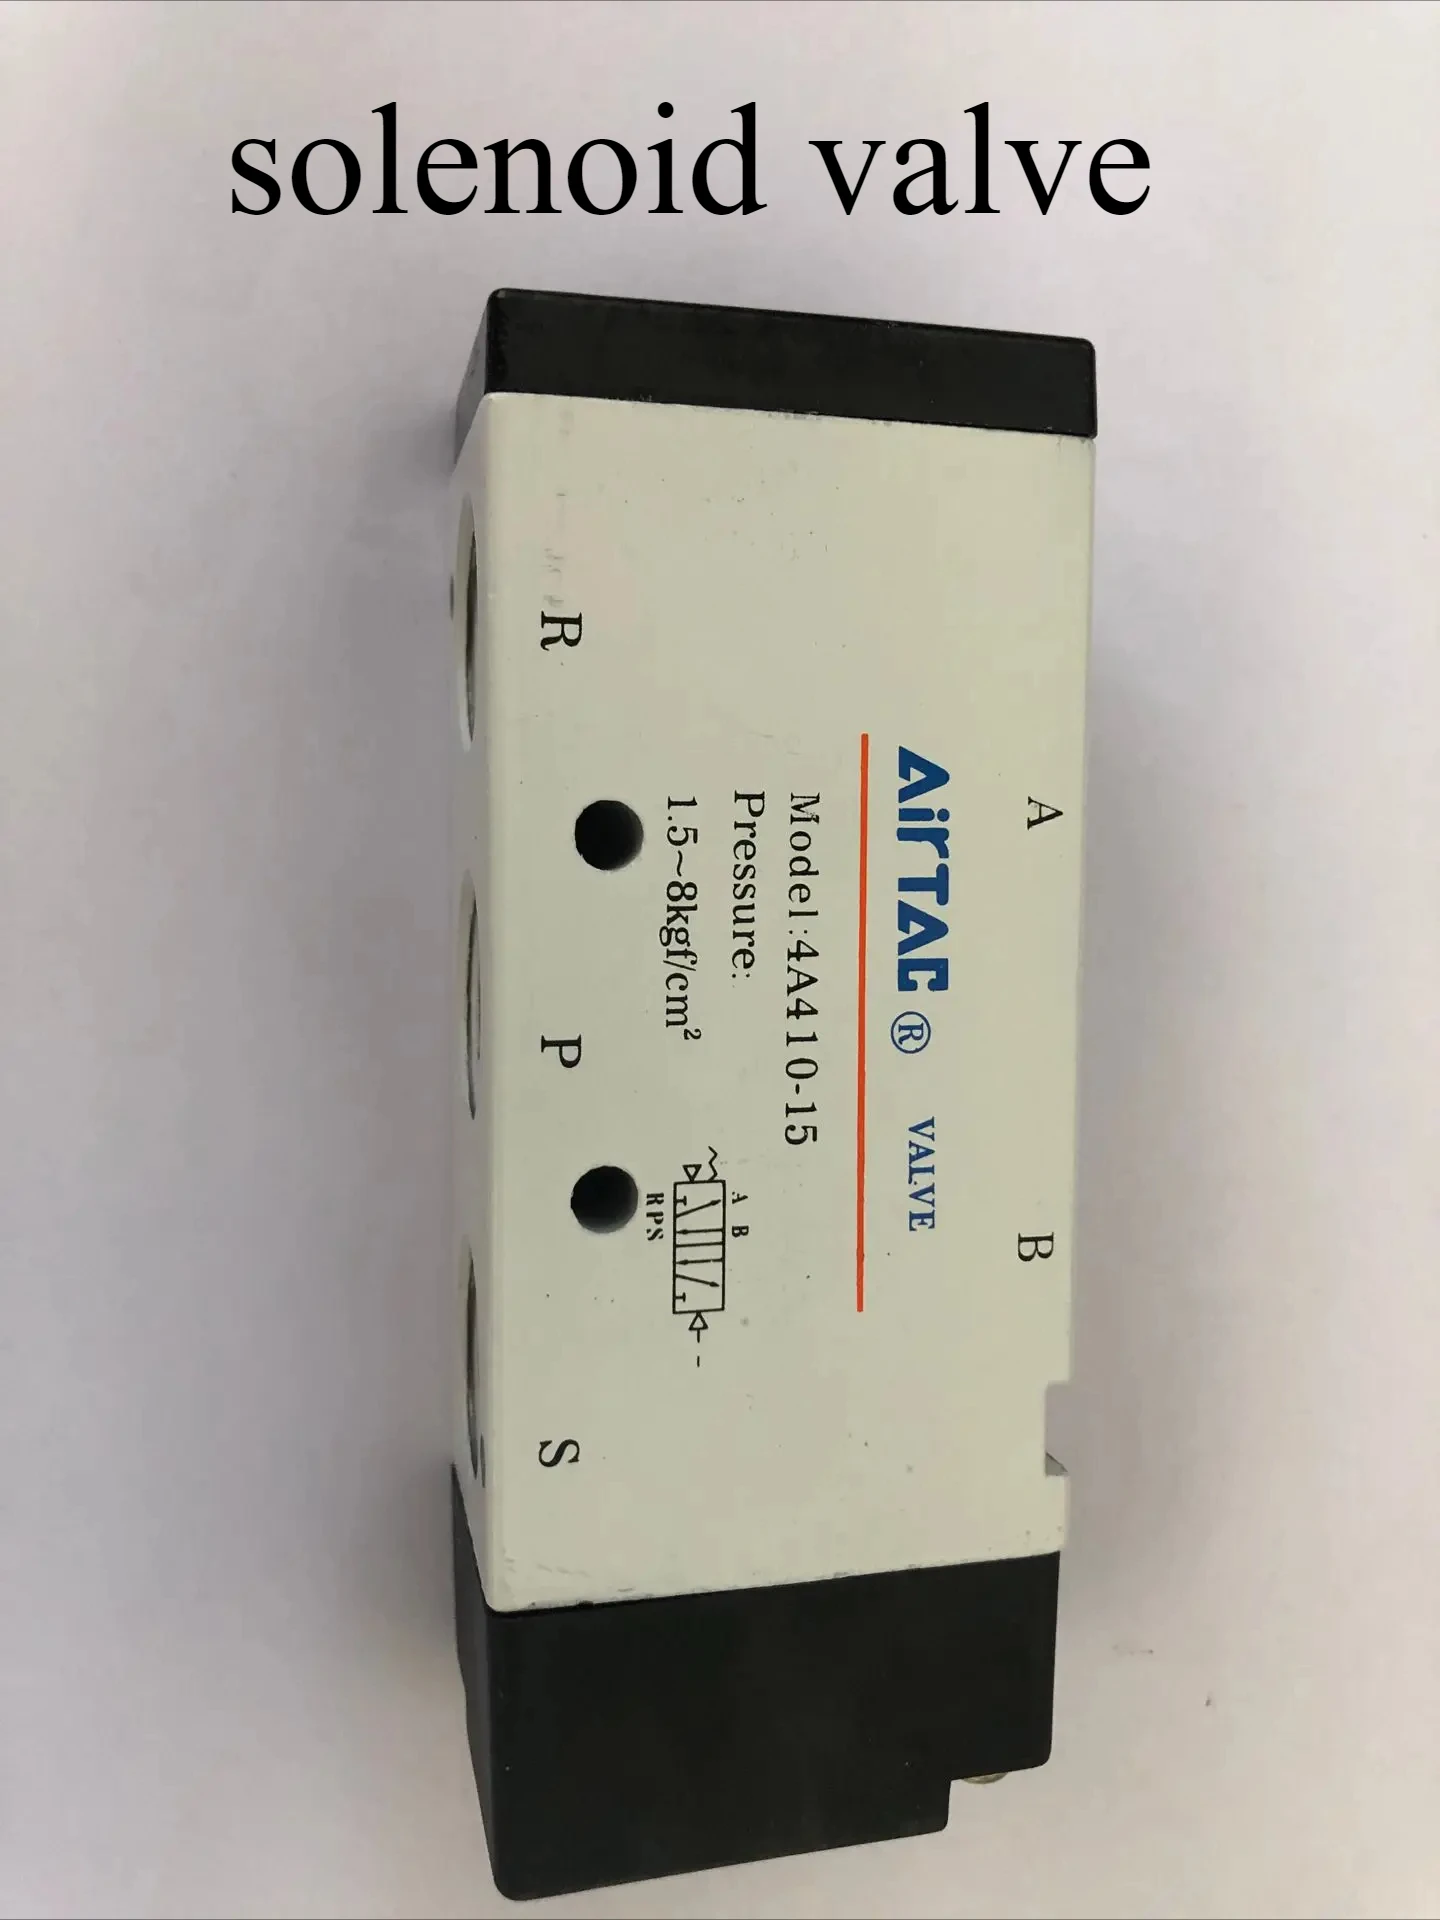 solenoid valve
A
B
AirTAC ® VALVE
Model:4A410-15
Pressure:
1.5~8kgf/cm²
A B
RPS
R
P
S